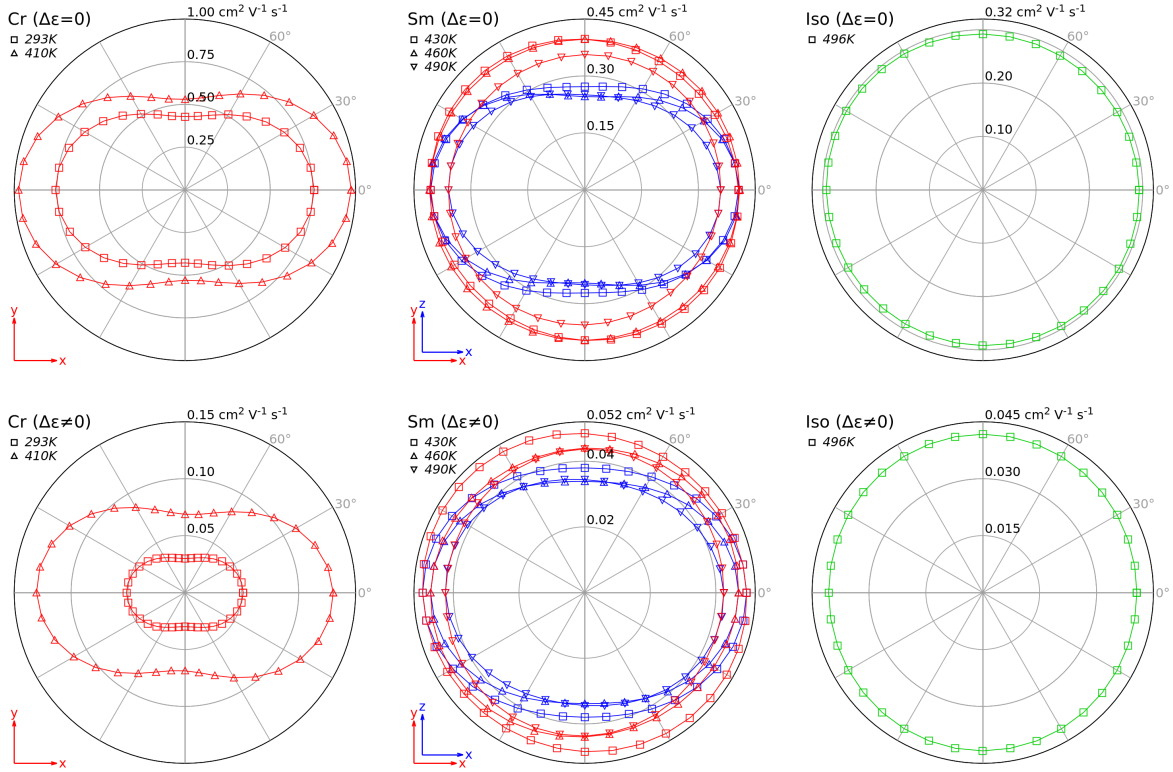 Cr (Δε=0)
293K
410K
1.00 cm² V⁻¹ s⁻¹
0.75
0.50
0.25
60°
30°
0°
y
x
Sm (Δε=0)
430K
460K
490K
0.45 cm² V⁻¹ s⁻¹
0.30
0.15
60°
30°
0°
y
z
x
x
Iso (Δε=0)
496K
0.32 cm² V⁻¹ s⁻¹
0.20
0.10
60°
30°
0°
Cr (Δε≠0)
293K
410K
0.15 cm² V⁻¹ s⁻¹
0.10
0.05
60°
30°
0°
y
x
Sm (Δε≠0)
430K
460K
490K
0.052 cm² V⁻¹ s⁻¹
0.04
0.02
60°
30°
0°
y
z
x
x
Iso (Δε≠0)
496K
0.045 cm² V⁻¹ s⁻¹
0.030
0.015
60°
30°
0°